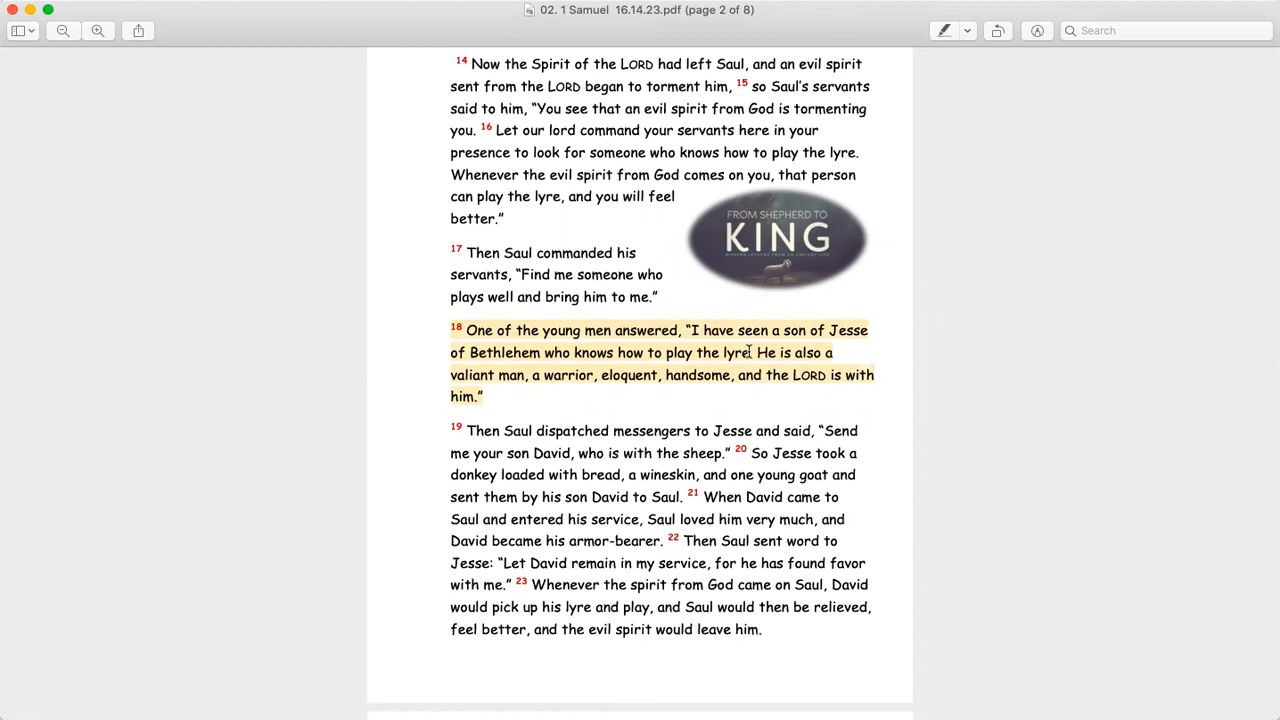 02. 1 Samuel 16.14.23.pdf (page 2 of 8)
Search
14 Now the Spirit of the LORD had left Saul, and an evil spirit
sent from the LORD began to torment him, 15 so Saul’s servants
said to him, “You see that an evil spirit from God is tormenting
you. 16 Let our lord command your servants here in your
presence to look for someone who knows how to play the lyre.
Whenever the evil spirit from God comes on you, that person
can play the lyre, and you will feel
better.”
FROM SHEPHERD TO
KING
MODERN LESSONS FROM AN ANCIENT LIFE
17 Then Saul commanded his
servants, “Find me someone who
plays well and bring him to me.”
18 One of the young men answered, “I have seen a son of Jesse
of Bethlehem who knows how to play the lyre. He is also a
valiant man, a warrior, eloquent, handsome, and the LORD is with
him.”
19 Then Saul dispatched messengers to Jesse and said, “Send
me your son David, who is with the sheep.” 20 So Jesse took a
donkey loaded with bread, a wineskin, and one young goat and
sent them by his son David to Saul. 21 When David came to
Saul and entered his service, Saul loved him very much, and
David became his armor-bearer. 22 Then Saul sent word to
Jesse: “Let David remain in my service, for he has found favor
with me.” 23 Whenever the spirit from God came on Saul, David
would pick up his lyre and play, and Saul would then be relieved,
feel better, and the evil spirit would leave him.